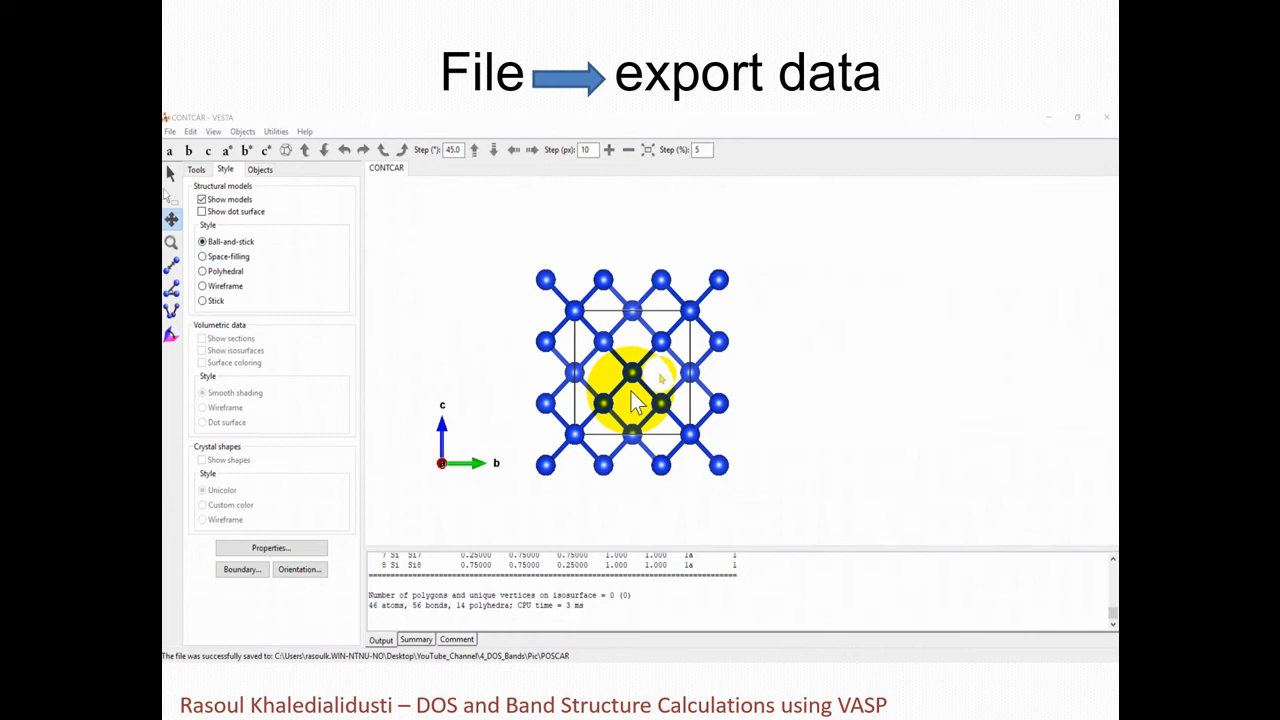 File export data
CONTCAR - VESTA
File Edit View Objects Utilities Help
a b c a* b* c* Step (°): 45.0 Step (px): 10 Step (%): 5
Tools Style Objects
CONTCAR
Structural models
Show models
Show dot surface
Style
Ball-and-stick
Space-filling
Polyhedral
Wireframe
Stick
Volumetric data
Show sections
Show isosurfaces
Surface coloring
Style
Smooth shading
Wireframe
Dot surface
Crystal shapes
Show shapes
Style
Unicolor
Custom color
Wireframe
Properties...
Boundary... Orientation...
c
a b
7 Si Si7 0.25000 0.75000 0.75000 1.000 1.000 1a 1
8 Si Si8 0.75000 0.75000 0.25000 1.000 1.000 1a 1
Number of polygons and unique vertices on isosurface = 0 (0)
46 atoms, 56 bonds, 14 polyhedra; CPU time = 3 ms
Output Summary Comment
The file was successfully saved to: C:\Users\rasoulk.WIN-NTNU-NO\Desktop\YouTube_Channel\4_DOS_Bands\Pic\POSCAR
Rasoul Khaledialidusti – DOS and Band Structure Calculations using VASP